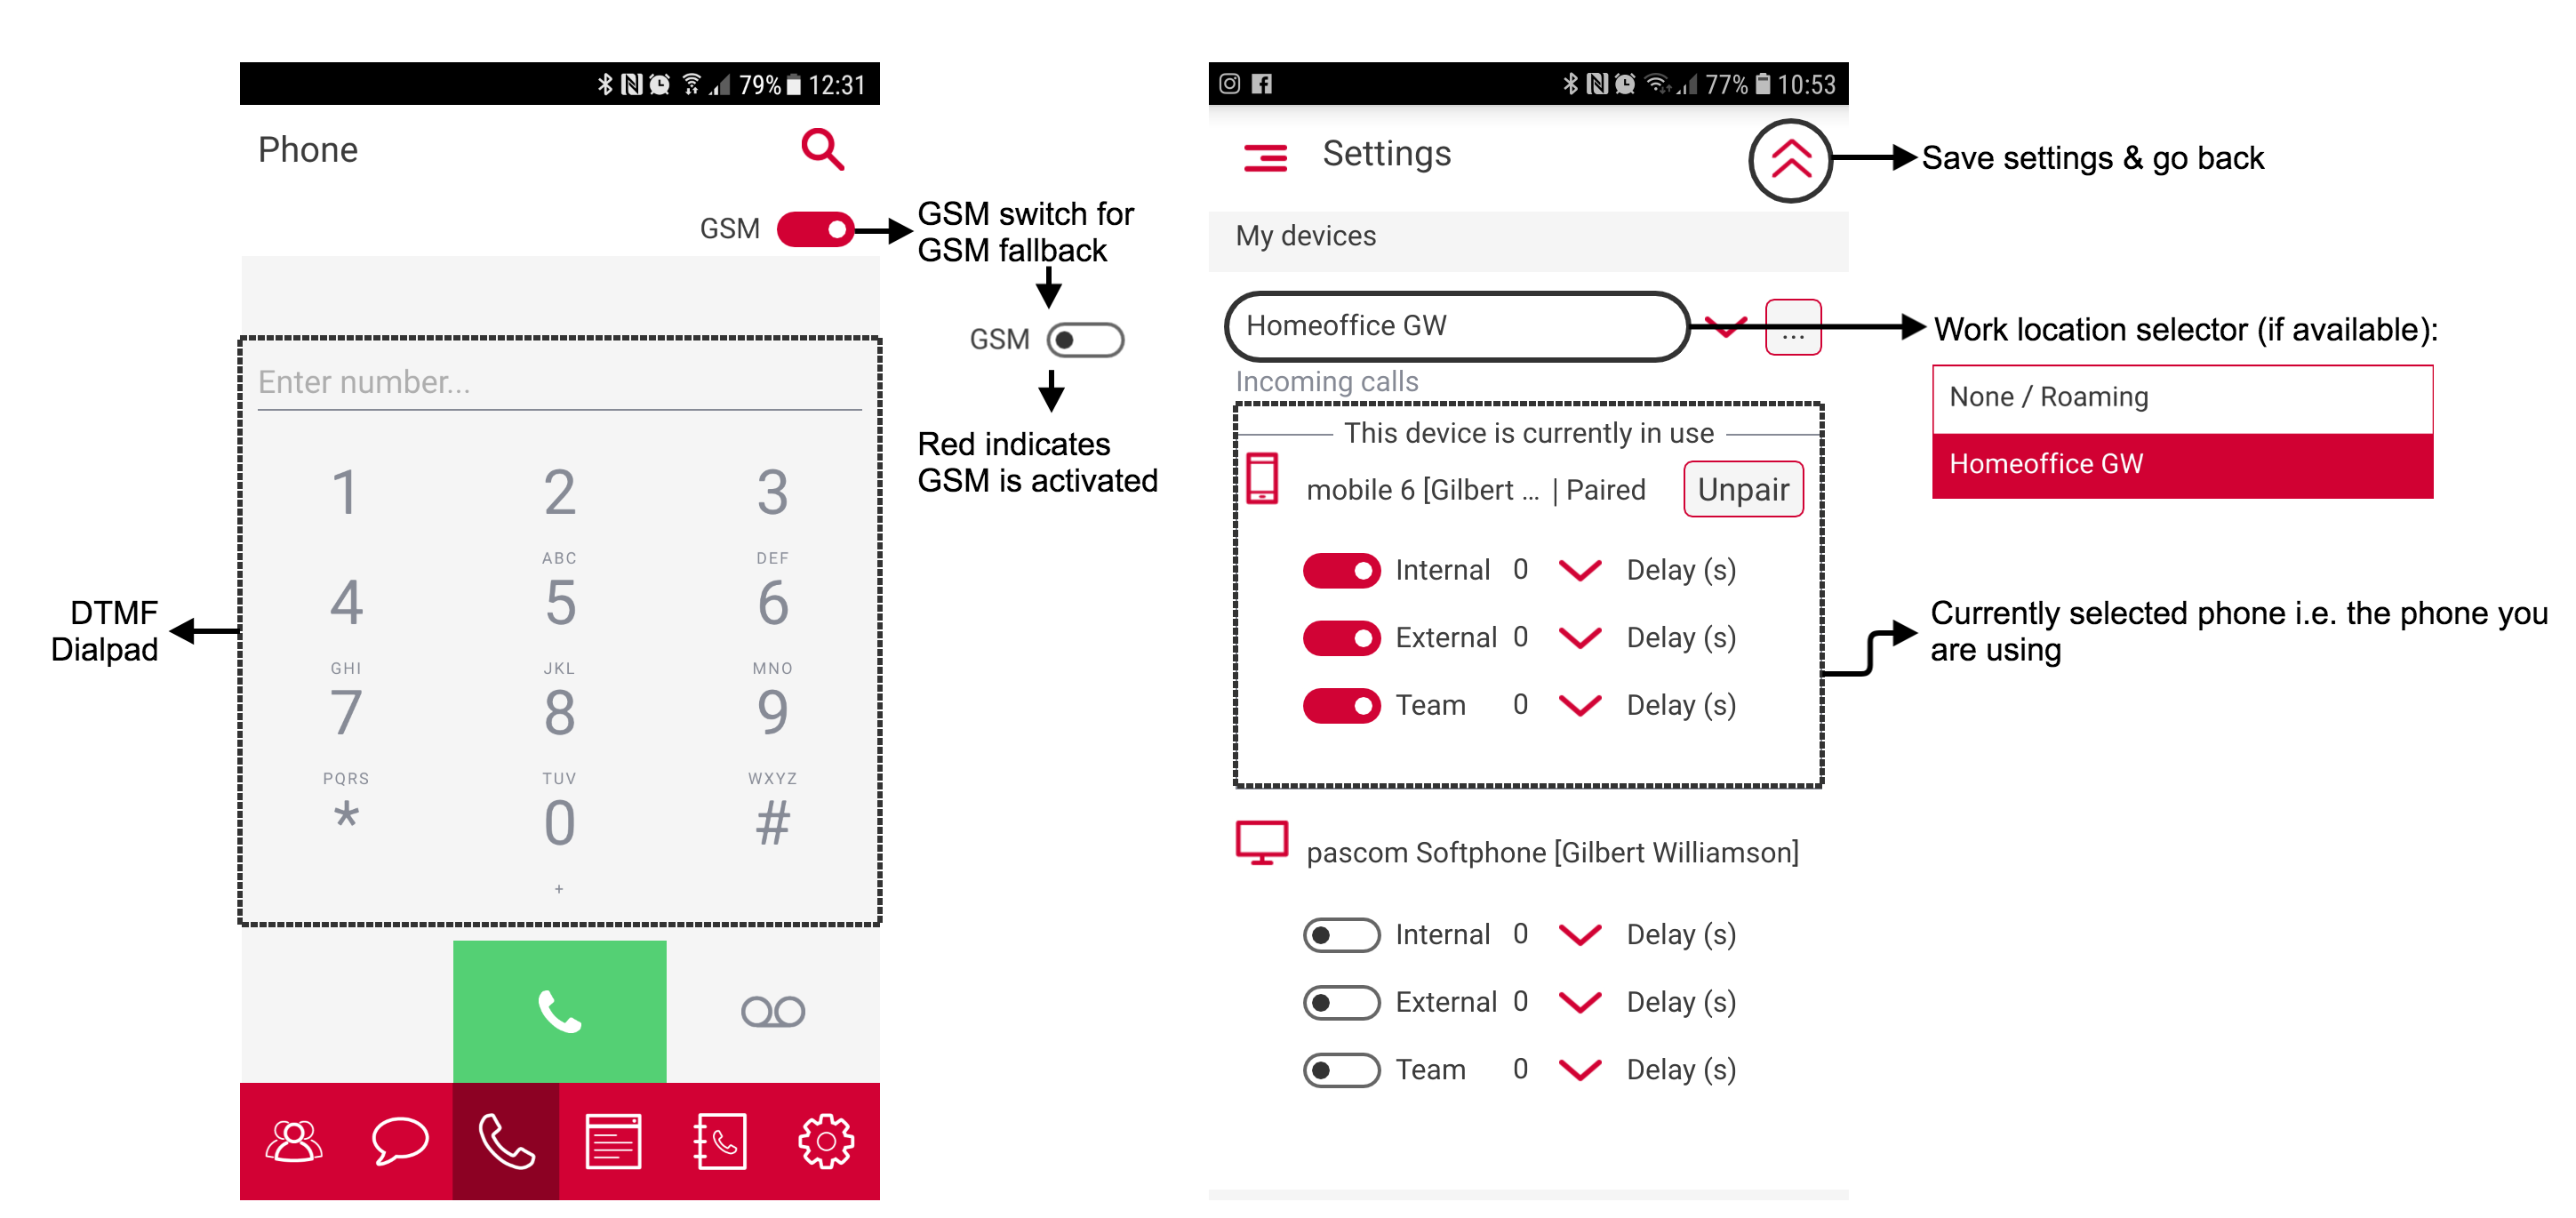 79% 12:31
Phone
GSM
GSM switch for
GSM fallback
GSM
Red indicates
GSM is activated
Enter number...
1 2 3
ABC DEF
4 5 6
GHI JKL MNO
7 8 9
PQRS TUV WXYZ
* 0 #
+
DTMF
Dialpad
77% 10:53
Settings
Save settings & go back
My devices
Homeoffice GW
...
Work location selector (if available):
None / Roaming
Homeoffice GW
Incoming calls
This device is currently in use
mobile 6 [Gilbert ... | Paired Unpair
Internal 0 Delay (s)
External 0 Delay (s)
Team 0 Delay (s)
Currently selected phone i.e. the phone you
are using
pascom Softphone [Gilbert Williamson]
Internal 0 Delay (s)
External 0 Delay (s)
Team 0 Delay (s)